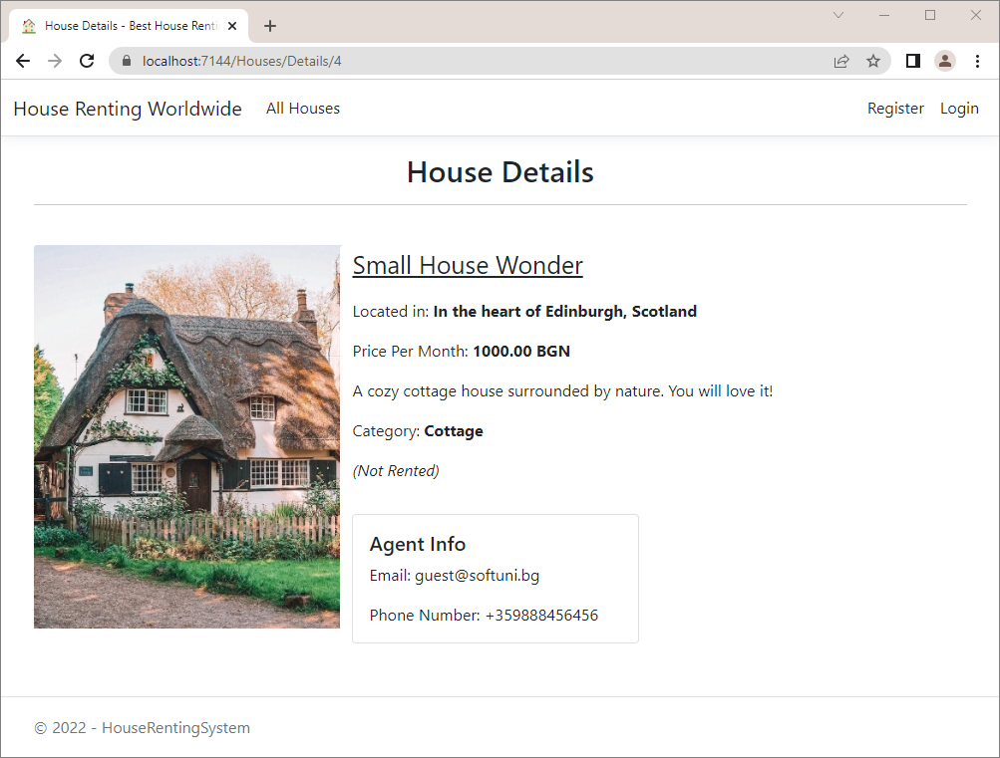 House Details - Best House Renti
localhost:7144/Houses/Details/4
House Renting Worldwide All Houses Register Login
House Details
Small House Wonder
Located in: In the heart of Edinburgh, Scotland
Price Per Month: 1000.00 BGN
A cozy cottage house surrounded by nature. You will love it!
Category: Cottage
(Not Rented)
Agent Info
Email: guest@softuni.bg
Phone Number: +359888456456
© 2022 - HouseRentingSystem